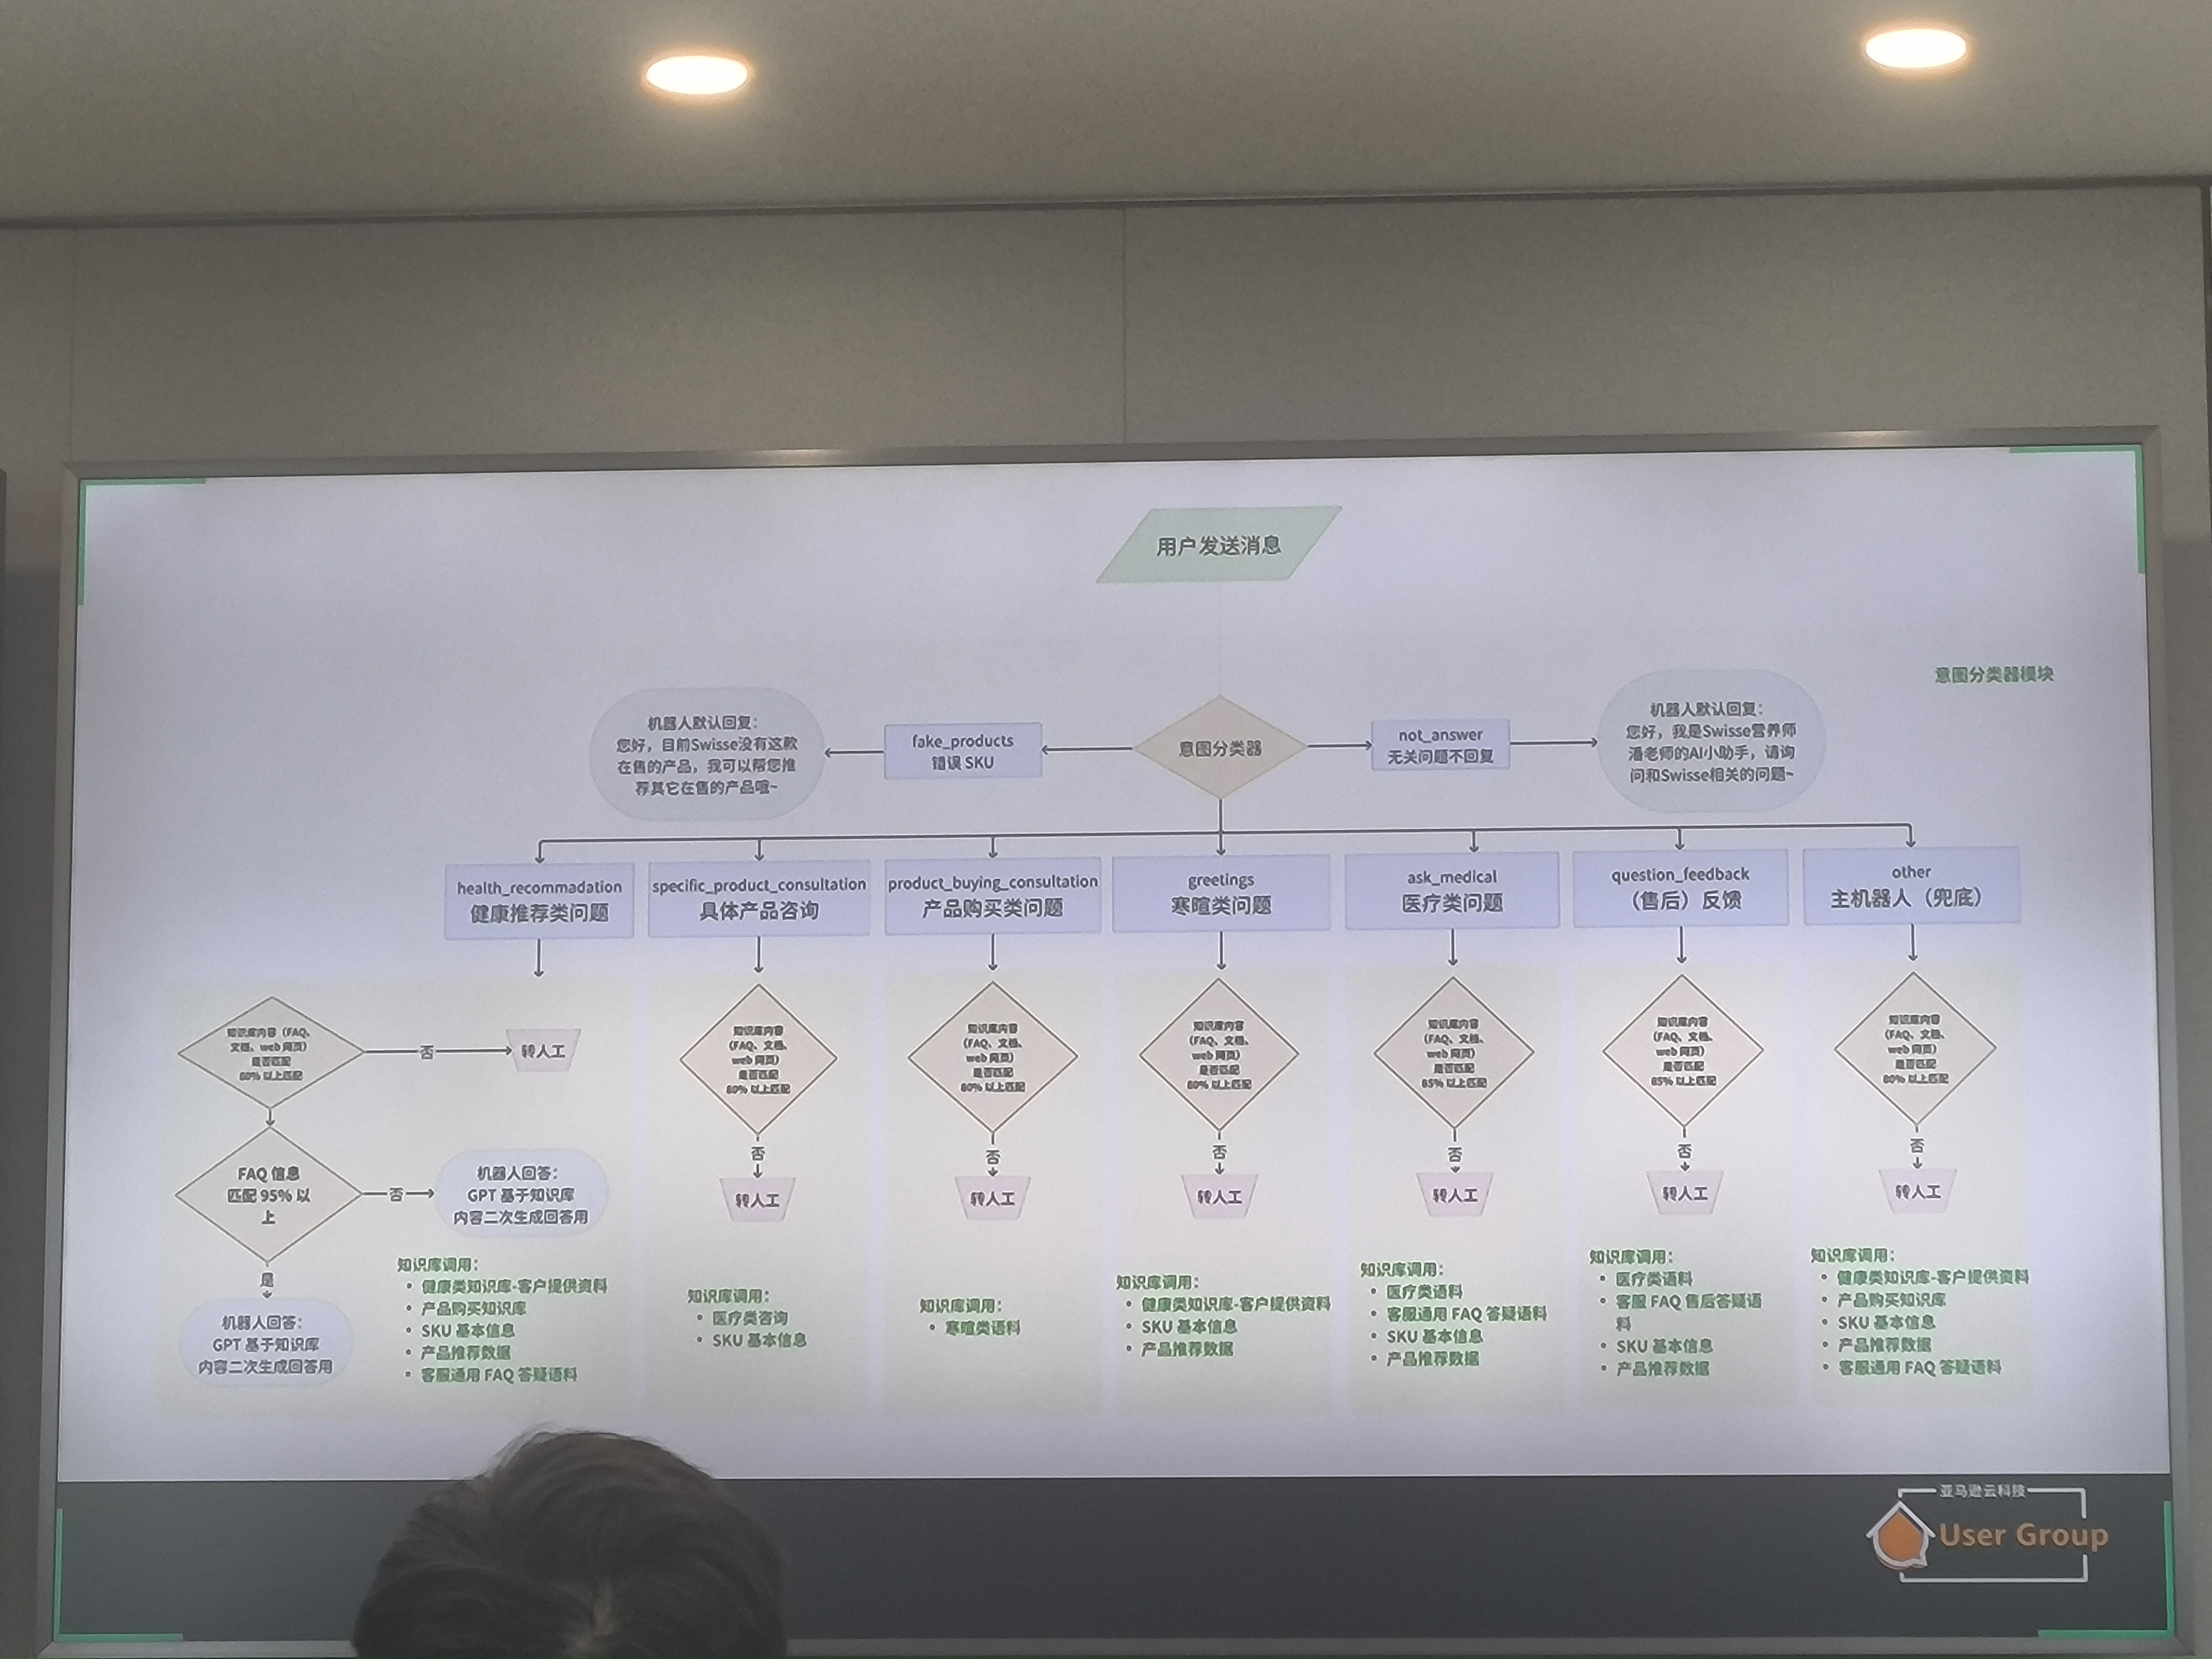 用户发送消息
意图分类器模块
机器人默认回复：
您好，目前Swisse没有这款
在售的产品，我可以帮您推
荐其它在售的产品哦~
fake_products
错误 SKU
意图分类器
not_answer
无关问题不回复
机器人默认回复：
您好，我是Swisse营养师
潘老师的AI小助手，请询
问和Swisse相关的问题~
health_recommadation
健康推荐类问题
specific_product_consultation
具体产品咨询
product_buying_consultation
产品购买类问题
greetings
寒暄类问题
ask_medical
医疗类问题
question_feedback
（售后）反馈
other
主机器人（兜底）
知识库内容（FAQ、
文档、web 网页）
是否匹配
80% 以上匹配
否
转人工
FAQ 信息
匹配 95% 以
上
否
机器人回答：
GPT 基于知识库
内容二次生成回答用
是
机器人回答：
GPT 基于知识库
内容二次生成回答用
知识库调用：
• 健康类知识库-客户提供资料
• 产品购买知识库
• SKU 基本信息
• 产品推荐数据
• 客服通用 FAQ 答疑语料
知识库内容
（FAQ、文档、
web 网页）
是否匹配
80% 以上匹配
否
转人工
知识库调用：
• 医疗类咨询
• SKU 基本信息
知识库内容
（FAQ、文档、
web 网页）
是否匹配
80% 以上匹配
否
转人工
知识库调用：
• 寒暄类语料
知识库内容
（FAQ、文档、
web 网页）
是否匹配
80% 以上匹配
否
转人工
知识库调用：
• 健康类知识库-客户提供资料
• SKU 基本信息
• 产品推荐数据
知识库内容
（FAQ、文档、
web 网页）
是否匹配
85% 以上匹配
否
转人工
知识库调用：
• 医疗类语料
• 客服通用 FAQ 答疑语料
• SKU 基本信息
• 产品推荐数据
知识库内容
（FAQ、文档、
web 网页）
是否匹配
85% 以上匹配
否
转人工
知识库调用：
• 医疗类语料
• 客服 FAQ 售后答疑语
料
• SKU 基本信息
• 产品推荐数据
知识库内容
（FAQ、文档、
web 网页）
是否匹配
80% 以上匹配
否
转人工
知识库调用：
• 健康类知识库-客户提供资料
• 产品购买知识库
• SKU 基本信息
• 产品推荐数据
• 客服通用 FAQ 答疑语料
亚马逊云科技
User Group